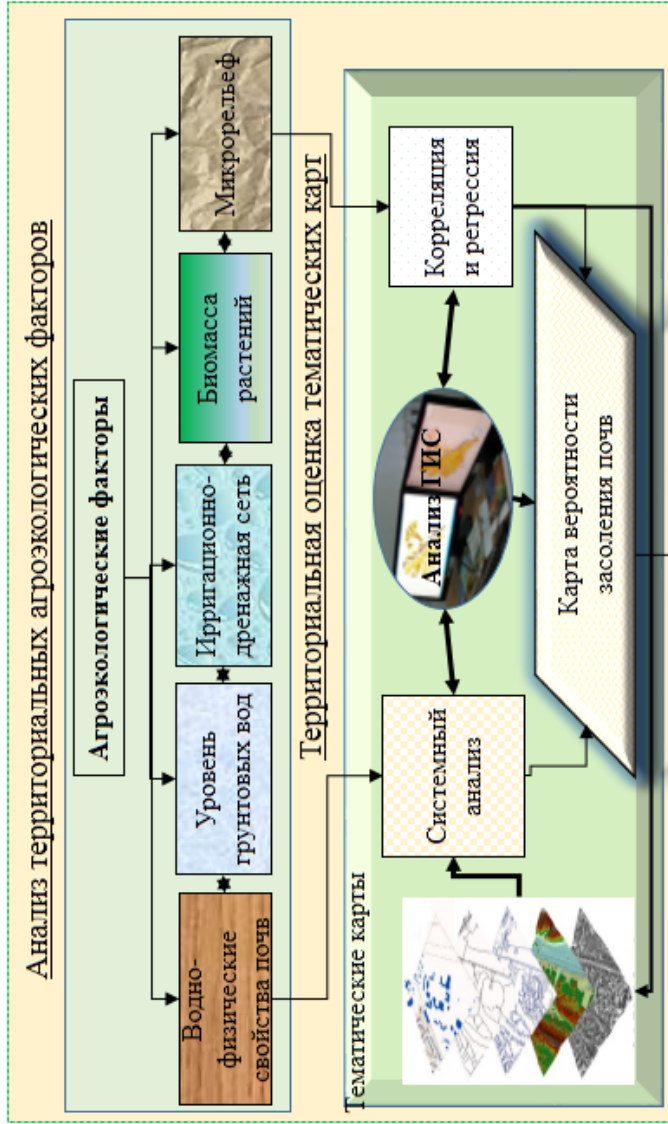 Анализ территориальных агроэкологических факторов
Агроэкологические факторы
Водно-
физические
свойства почв
Уровень
грунтовых вод
Ирригационно-
дренажная сеть
Биомасса
растений
Микрорельеф
Территориальная оценка тематических карт
Тематические карты
Системный
анализ
Анализ ГИС
Корреляция
и регрессия
Карта вероятности
засоления почв